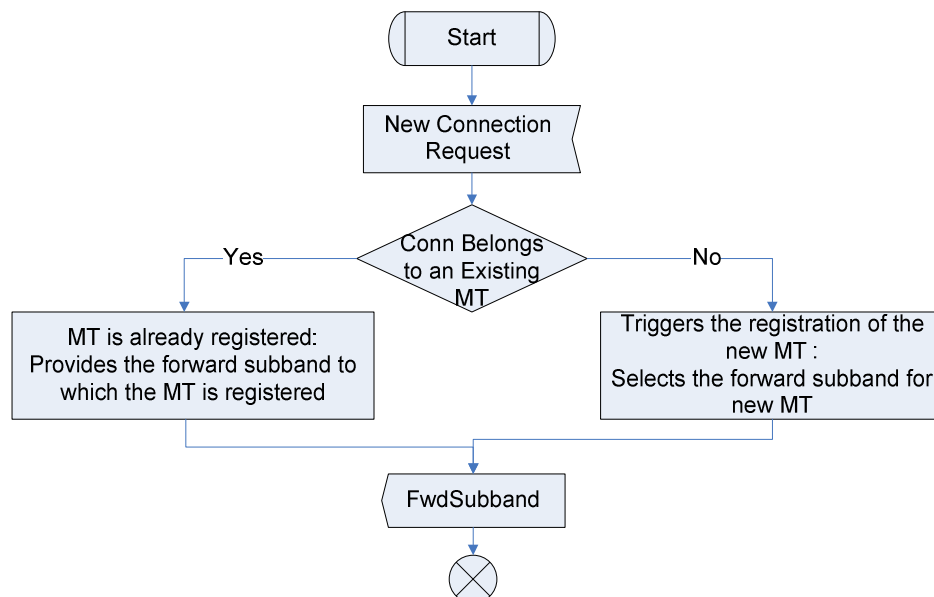 Start
New Connection
Request
Conn Belongs
to an Existing
MT
Yes
No
MT is already registered:
Provides the forward subband to
which the MT is registered
Triggers the registration of the
new MT :
Selects the forward subband for
new MT
FwdSubband